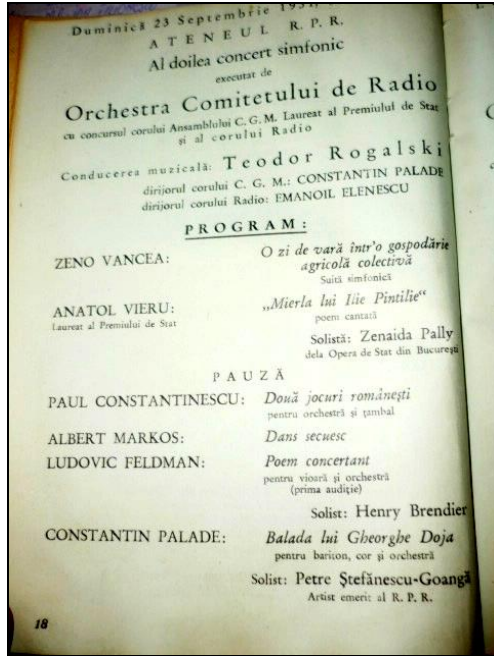 Duminică 23 Septembrie 1951,
ATENEUL R.P.R.
Al doilea concert simfonic
executat de
Orchestra Comitetului de Radio
cu concursul corului Ansamblului C.G.M. Laureat al Premiului de Stat
și al corului Radio
Conducerea muzicală: Teodor Rogalski
dirijorul corului C. G. M.: CONSTANTIN PALADE
dirijorul corului Radio: EMANOIL ELENESCU
PROGRAM:
ZENO VANCEA: O zi de vară într'o gospodărie
agricolă colectivă
Suită simfonică
ANATOL VIERU: „Mierla lui Ilie Pintilie“
Laureat al Premiului de Stat poem cantată
Solistă: Zenaida Pally
dela Opera de Stat din București
PAUZĂ
PAUL CONSTANTINESCU: Două jocuri românești
pentru orchestră și țambal
ALBERT MARKOS: Dans secuesc
LUDOVIC FELDMAN: Poem concertant
pentru vioară și orchestră
(prima audiție)
Solist: Henry Brendler
CONSTANTIN PALADE: Balada lui Gheorghe Doja
pentru bariton, cor și orchestră
Solist: Petre Ștefănescu-Goangă
Artist emerit al R. P. R.
18